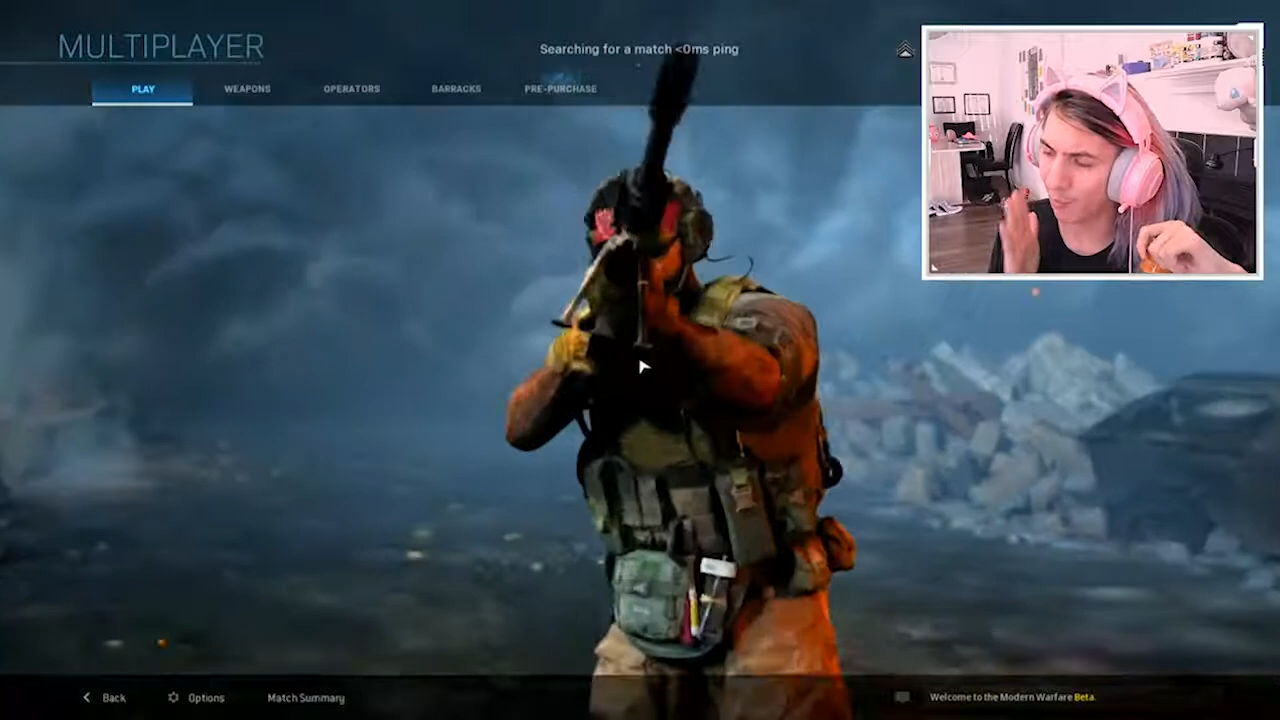 MULTIPLAYER
Searching for a match <0ms ping
PLAY
WEAPONS
OPERATORS
BARRACKS
PRE-PURCHASE
Back
Options
Match Summary
Welcome to the Modern Warfare Beta.